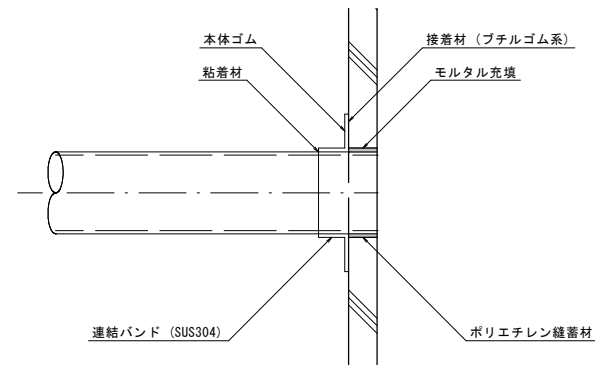 本体ゴム
接着材（ブチルゴム系）
粘着材
モルタル充填
連結バンド（SUS304）
ポリエチレン縫蓄材